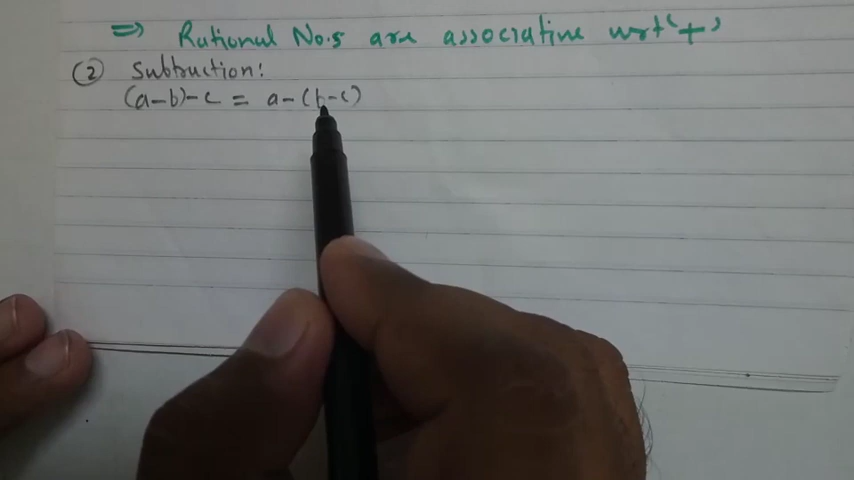 ⇒ Rational No.s are associative wrt '+'
② Subtraction:
(a-b)-c = a-(b-c)